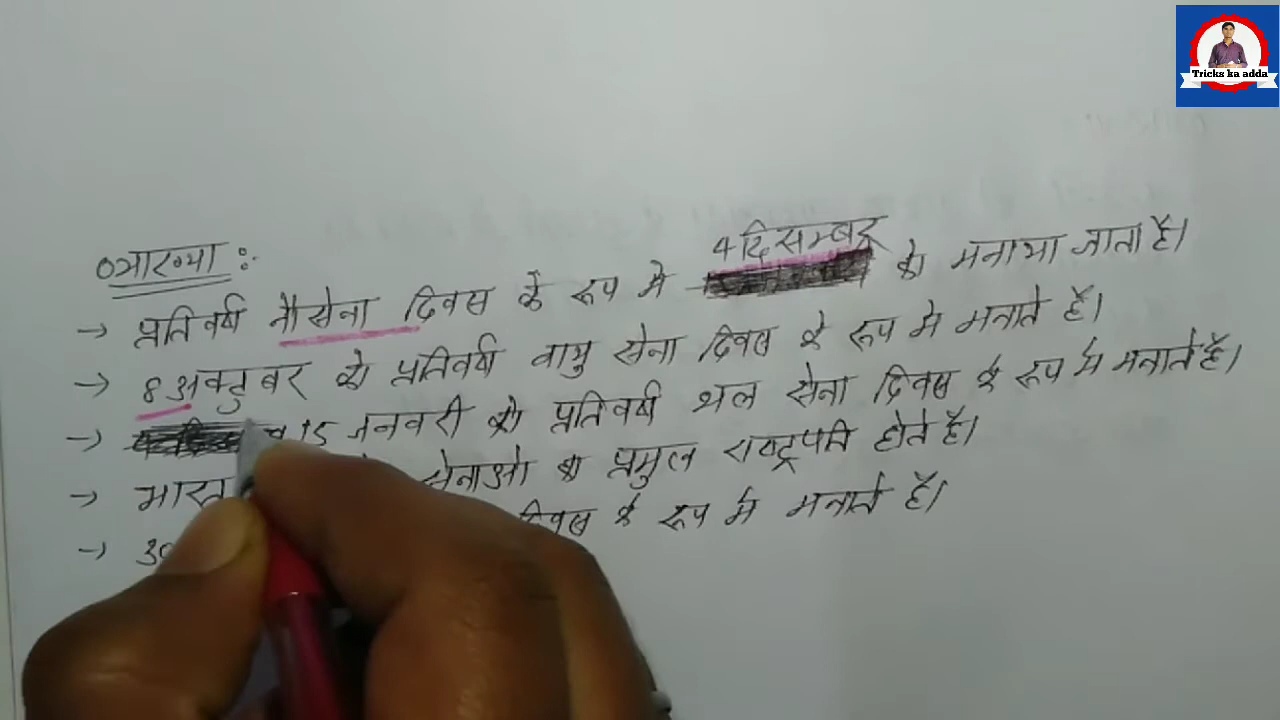 Tricks ka adda
व्याख्या :-
4 दिसम्बर
→ प्रतिवर्ष नौसेना दिवस के रूप मे को मनाया जाता है।
→ 8 अक्टुबर को प्रतिवर्ष वायु सेना दिवस के रूप मे मनाते है।
→ 15 जनवरी को प्रतिवर्ष थल सेना दिवस के रूप मे मनाते है।
→ भारत सेनाओ का प्रमुख राष्ट्रपति होते है।
→ 30 दिवस के रूप मे मनाते है।